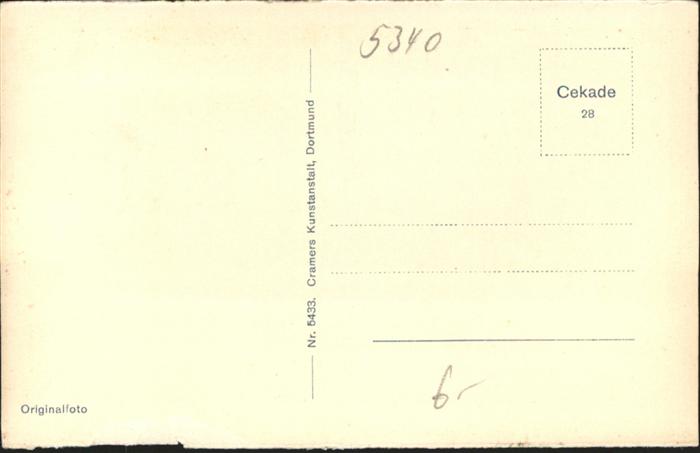 5340
Cekade
28
Nr. 5433. Cramers Kunstanstalt, Dortmund
6-
Originalfoto